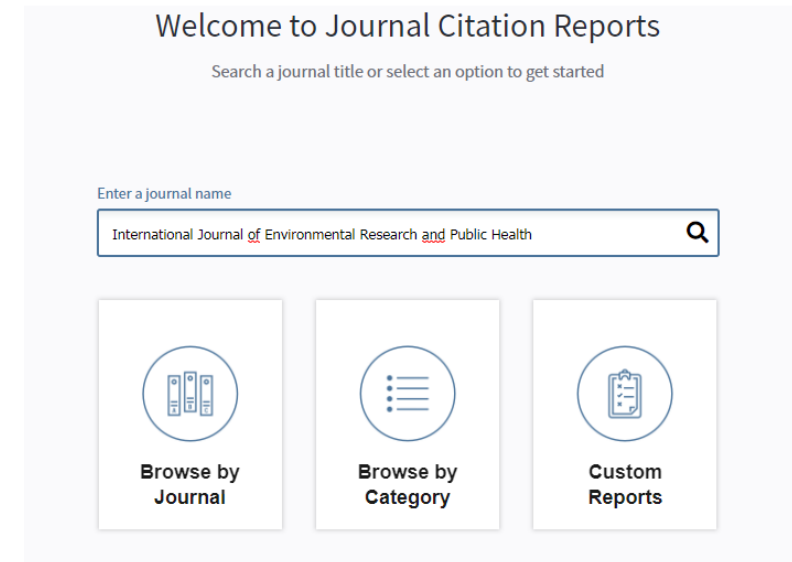 Welcome to Journal Citation Reports
Search a journal title or select an option to get started
Enter a journal name
International Journal of Environmental Research and Public Health
A B C
Browse by
Journal
Browse by
Category
Custom
Reports